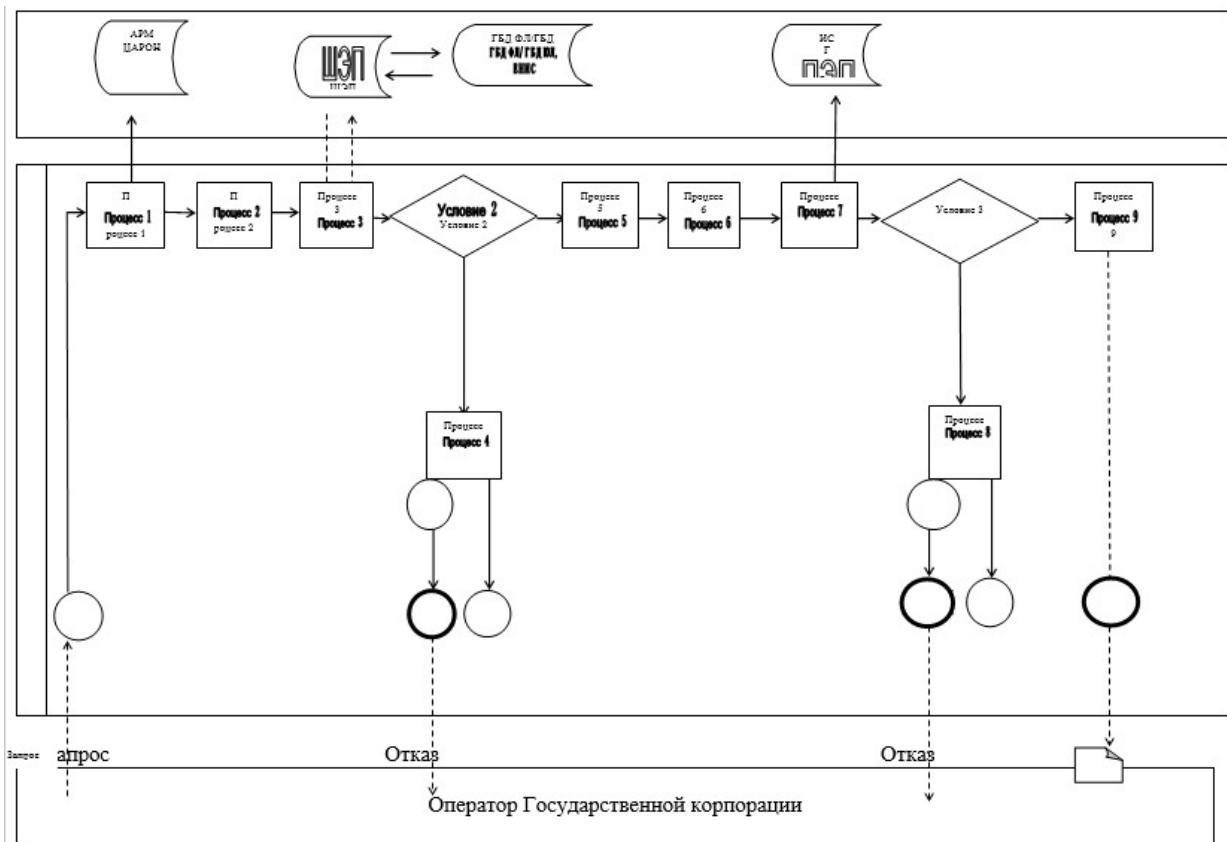 АРМ
ЦАРОН
ШЭП
ШЭП
ГБД ФЛ/ГБД
ГБД ФЛ/ ГБД ЮЛ,
ЕНИС
ИС
Г
ПЭП
П
Процесс 1
роцесс 1
П
Процесс 2
роцесс 2
Процесс
3
Процесс 3
Условие 2
Условие 2
Процесс
5
Процесс 5
Процесс
6
Процесс 6
Процесс
Процесс 7
Условие 3
Процесс
Процесс 9
9
Процесс
Процесс 4
Процесс
Процесс 8
Запрос апрос
Отказ
Отказ
Оператор Государственной корпорации